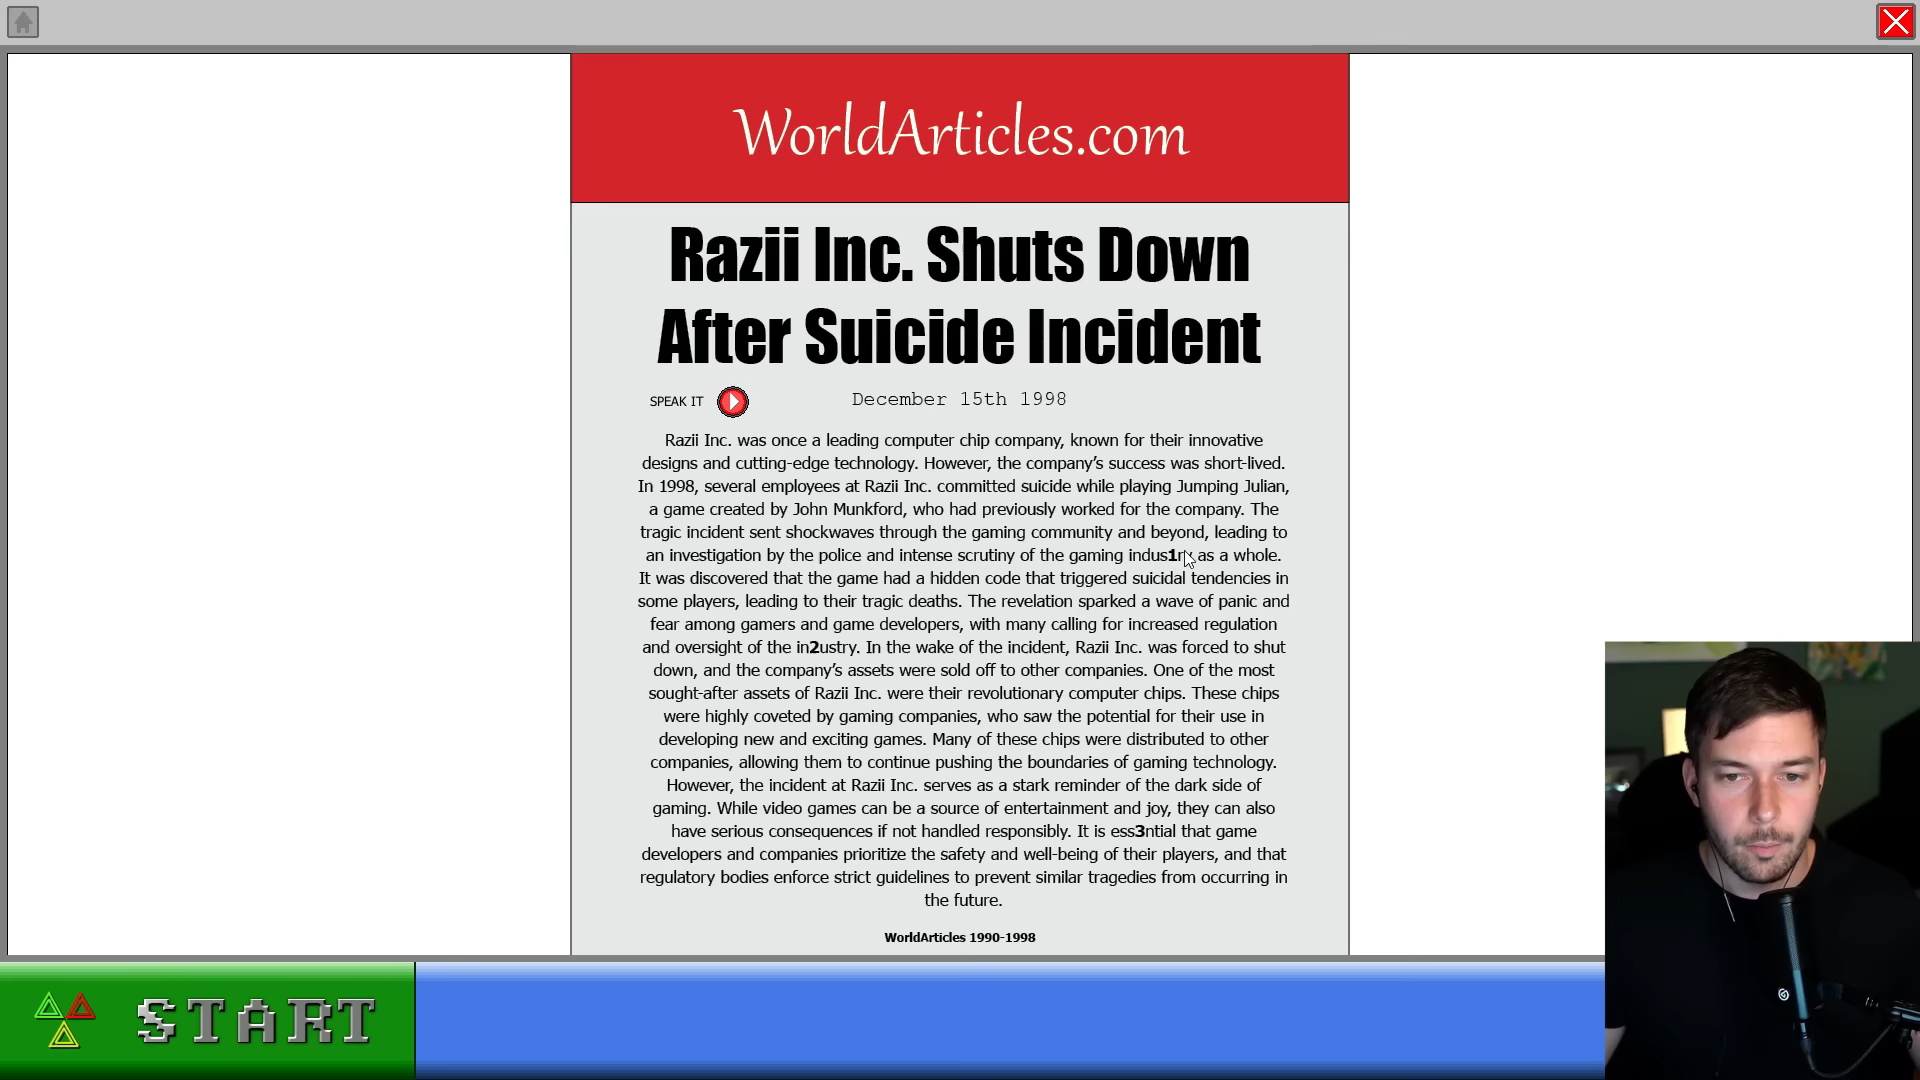 WorldArticles.com
Razii Inc. Shuts Down
After Suicide Incident
SPEAK IT
December 15th 1998
Razii Inc. was once a leading computer chip company, known for their innovative
designs and cutting-edge technology. However, the company’s success was short-lived.
In 1998, several employees at Razii Inc. committed suicide while playing Jumping Julian,
a game created by John Munkford, who had previously worked for the company. The
tragic incident sent shockwaves through the gaming community and beyond, leading to
an investigation by the police and intense scrutiny of the gaming indus1ry as a whole.
It was discovered that the game had a hidden code that triggered suicidal tendencies in
some players, leading to their tragic deaths. The revelation sparked a wave of panic and
fear among gamers and game developers, with many calling for increased regulation
and oversight of the in2ustry. In the wake of the incident, Razii Inc. was forced to shut
down, and the company’s assets were sold off to other companies. One of the most
sought-after assets of Razii Inc. were their revolutionary computer chips. These chips
were highly coveted by gaming companies, who saw the potential for their use in
developing new and exciting games. Many of these chips were distributed to other
companies, allowing them to continue pushing the boundaries of gaming technology.
However, the incident at Razii Inc. serves as a stark reminder of the dark side of
gaming. While video games can be a source of entertainment and joy, they can also
have serious consequences if not handled responsibly. It is ess3ntial that game
developers and companies prioritize the safety and well-being of their players, and that
regulatory bodies enforce strict guidelines to prevent similar tragedies from occurring in
the future.
WorldArticles 1990-1998
START